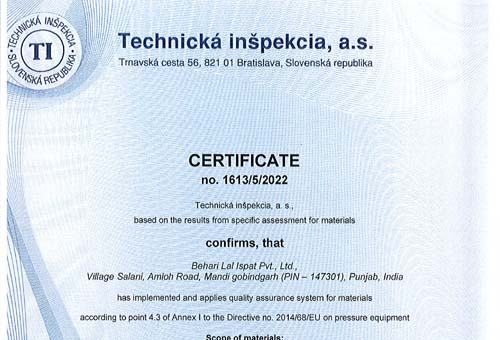 TECHNICKÁ INŠPEKCIA
TI
SLOVENSKÁ REPUBLIKA
Technická inšpekcia, a.s.
Trnavská cesta 56, 821 01 Bratislava, Slovenská republika
CERTIFICATE
no. 1613/5/2022
Technická inšpekcia, a. s.,
based on the results from specific assessment for materials
confirms, that
Behari Lal Ispat Pvt., Ltd.,
Village Salani, Amloh Road, Mandi gobindgarh (PIN – 147301), Punjab, India
has implemented and applies quality assurance system for materials
according to point 4.3 of Annex I to the Directive no. 2014/68/EU on pressure equipment
Scope of materials: